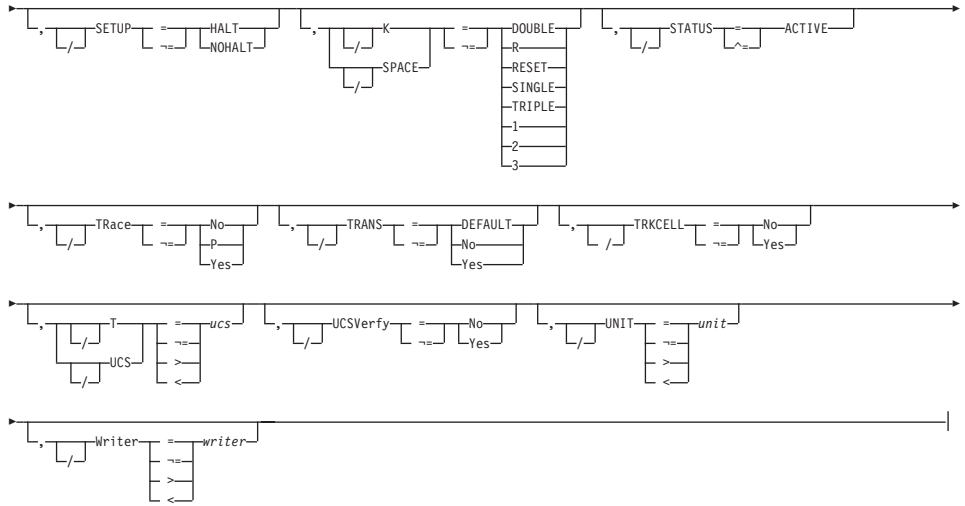 , / SETUP = HALT , / K = DOUBLE , / STATUS = ACTIVE
¬= NOHALT ¬= R ^=
/ SPACE RESET
SINGLE
TRIPLE
1
2
3
, / TRace = No , / TRANS = DEFAULT , / TRKCELL = No
¬= P ¬= No ¬= Yes
Yes Yes
, / T = ucs , / UCSVerfy = No , / UNIT = unit
¬= ¬= Yes ¬=
/ UCS > >
< <
, / Writer = writer
¬=
>
<